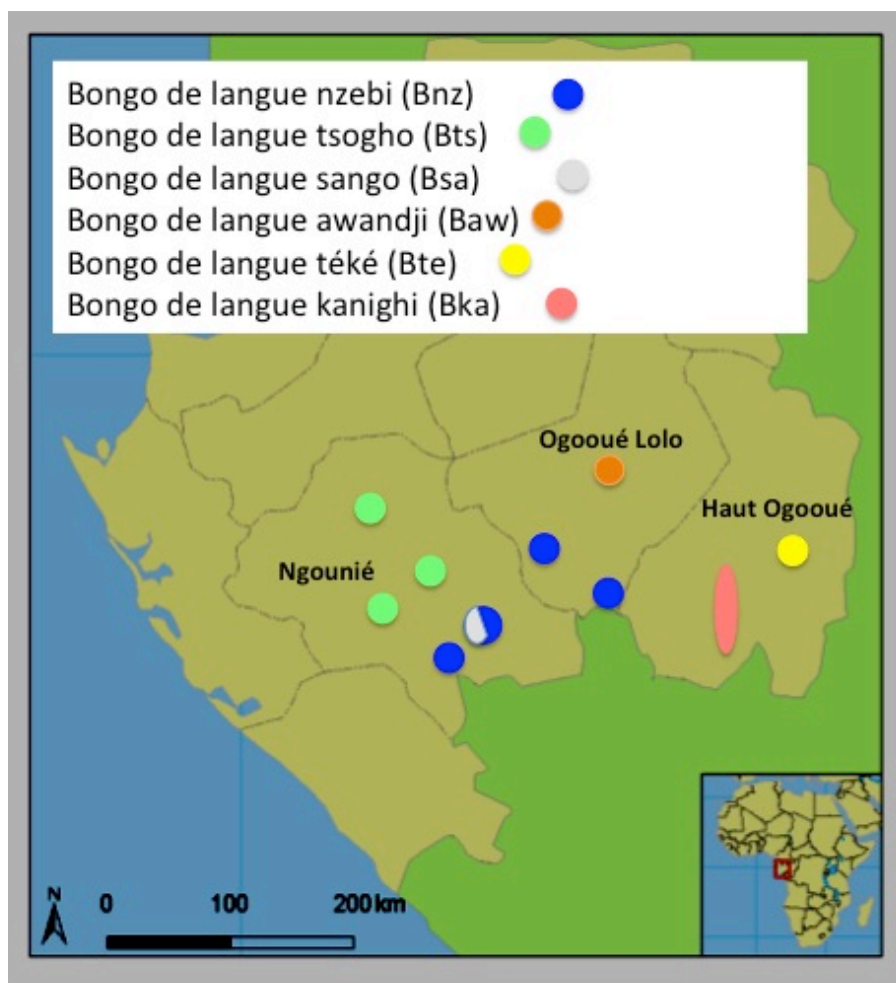 Bongo de langue nzebi (Bnz)
Bongo de langue tsogho (Bts)
Bongo de langue sango (Bsa)
Bongo de langue awandji (Baw)
Bongo de langue téké (Bte)
Bongo de langue kanighi (Bka)
Ogooué Lolo
Haut Ogooué
Ngounié
N
0 100 200 km